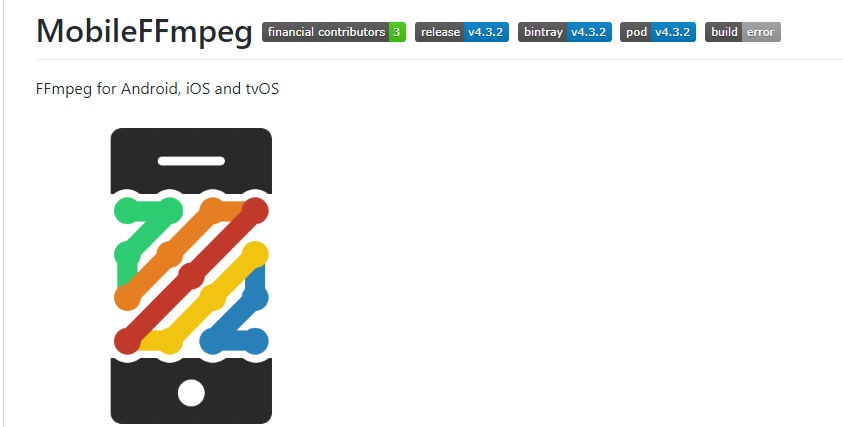 MobileFFmpeg financial contributors 3 release v4.3.2 bintray v4.3.2 pod v4.3.2 build error
FFmpeg for Android, iOS and tvOS